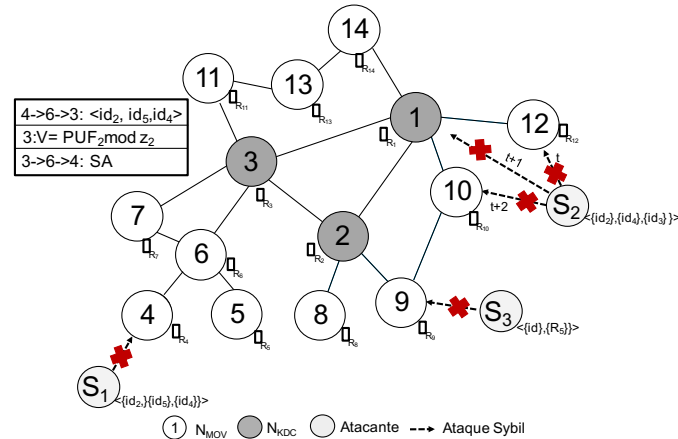 14
▯R14
11
▯R11
13
▯R13
4->6->3: <id2, id5,id4>
3:V= PUF2mod z2
3->6->4: SA
1
▯R1
12
▯R12
t+1
t
3
▯R3
10
▯R10
t+2
S2
<{id2},{id4},{id3}}>
7
▯R7
2
▯R2
6
▯R6
4
▯R4
5
▯R5
8
▯R8
9
▯R9
S3
<{id},{R5}}>
S1
<{id2,}{id5},{id4}}>
1 NMOV NKDC Atacante Ataque Sybil